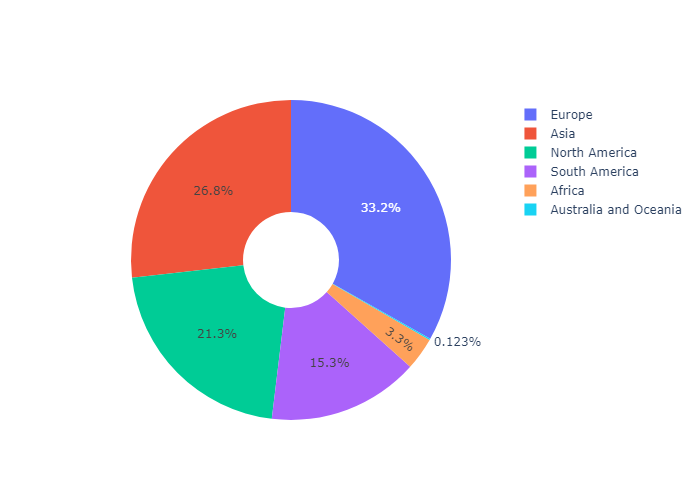 Europe
Asia
North America
South America
Africa
Australia and Oceania
33.2%
26.8%
21.3%
15.3%
3.3%
0.123%